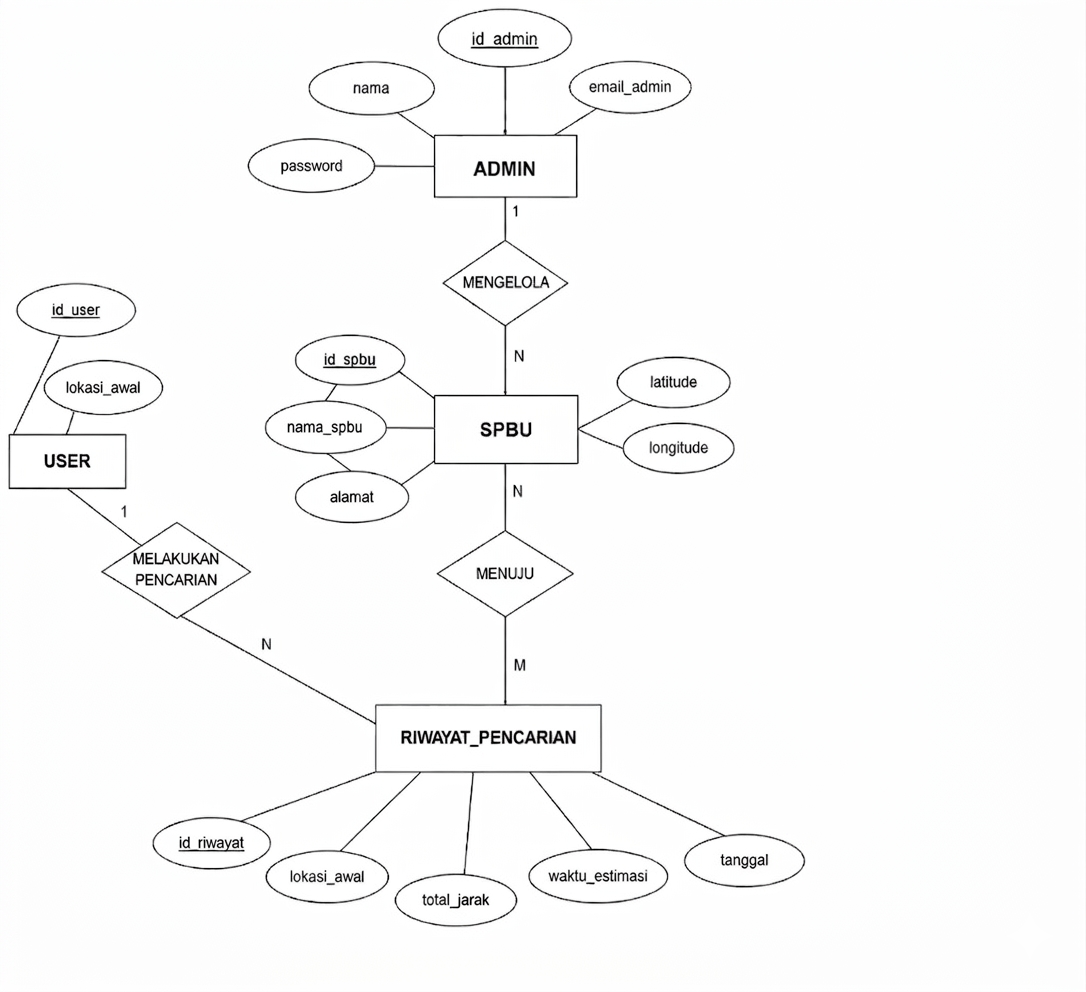 id_admin
nama
email_admin
password
ADMIN
1
MENGELOLA
id_user
N
id_spbu
lokasi_awal
latitude
nama_spbu
SPBU
longitude
USER
alamat
N
1
MELAKUKAN
PENCARIAN
MENUJU
N
M
RIWAYAT_PENCARIAN
id_riwayat
lokasi_awal
total_jarak
waktu_estimasi
tanggal